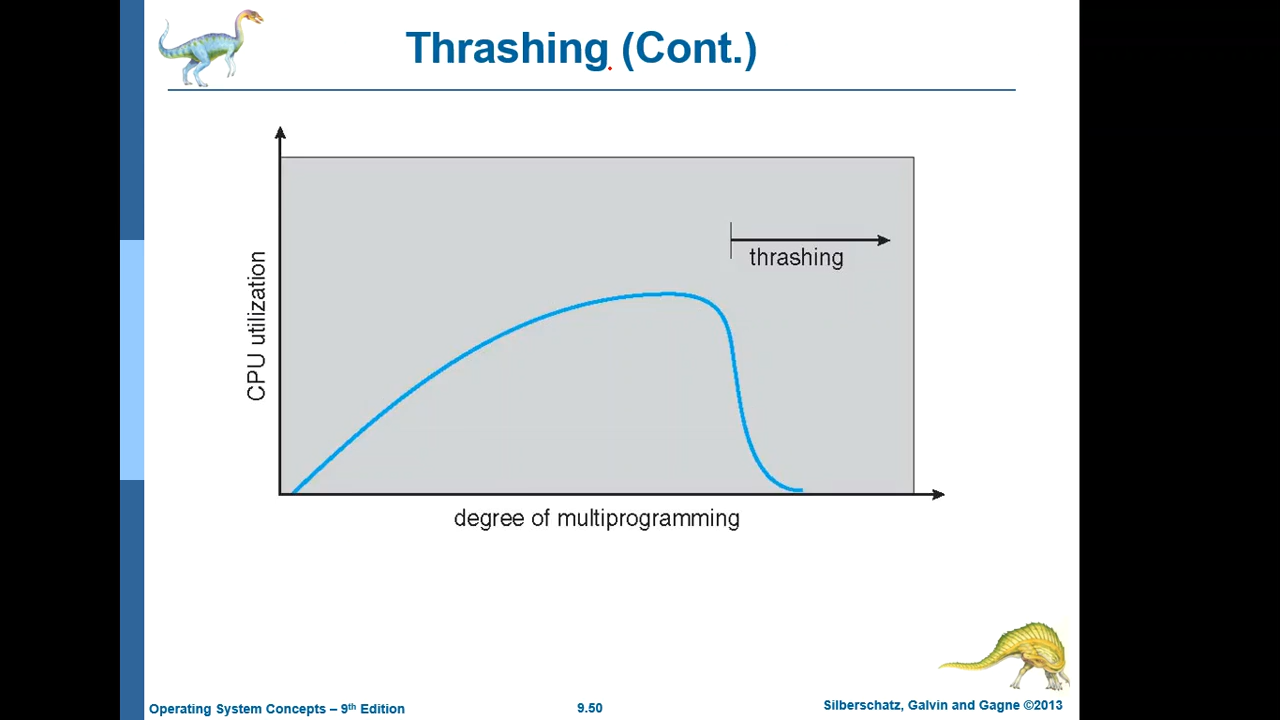 Thrashing (Cont.)
thrashing
CPU utilization
degree of multiprogramming
Operating System Concepts – 9th Edition
9.50
Silberschatz, Galvin and Gagne ©2013